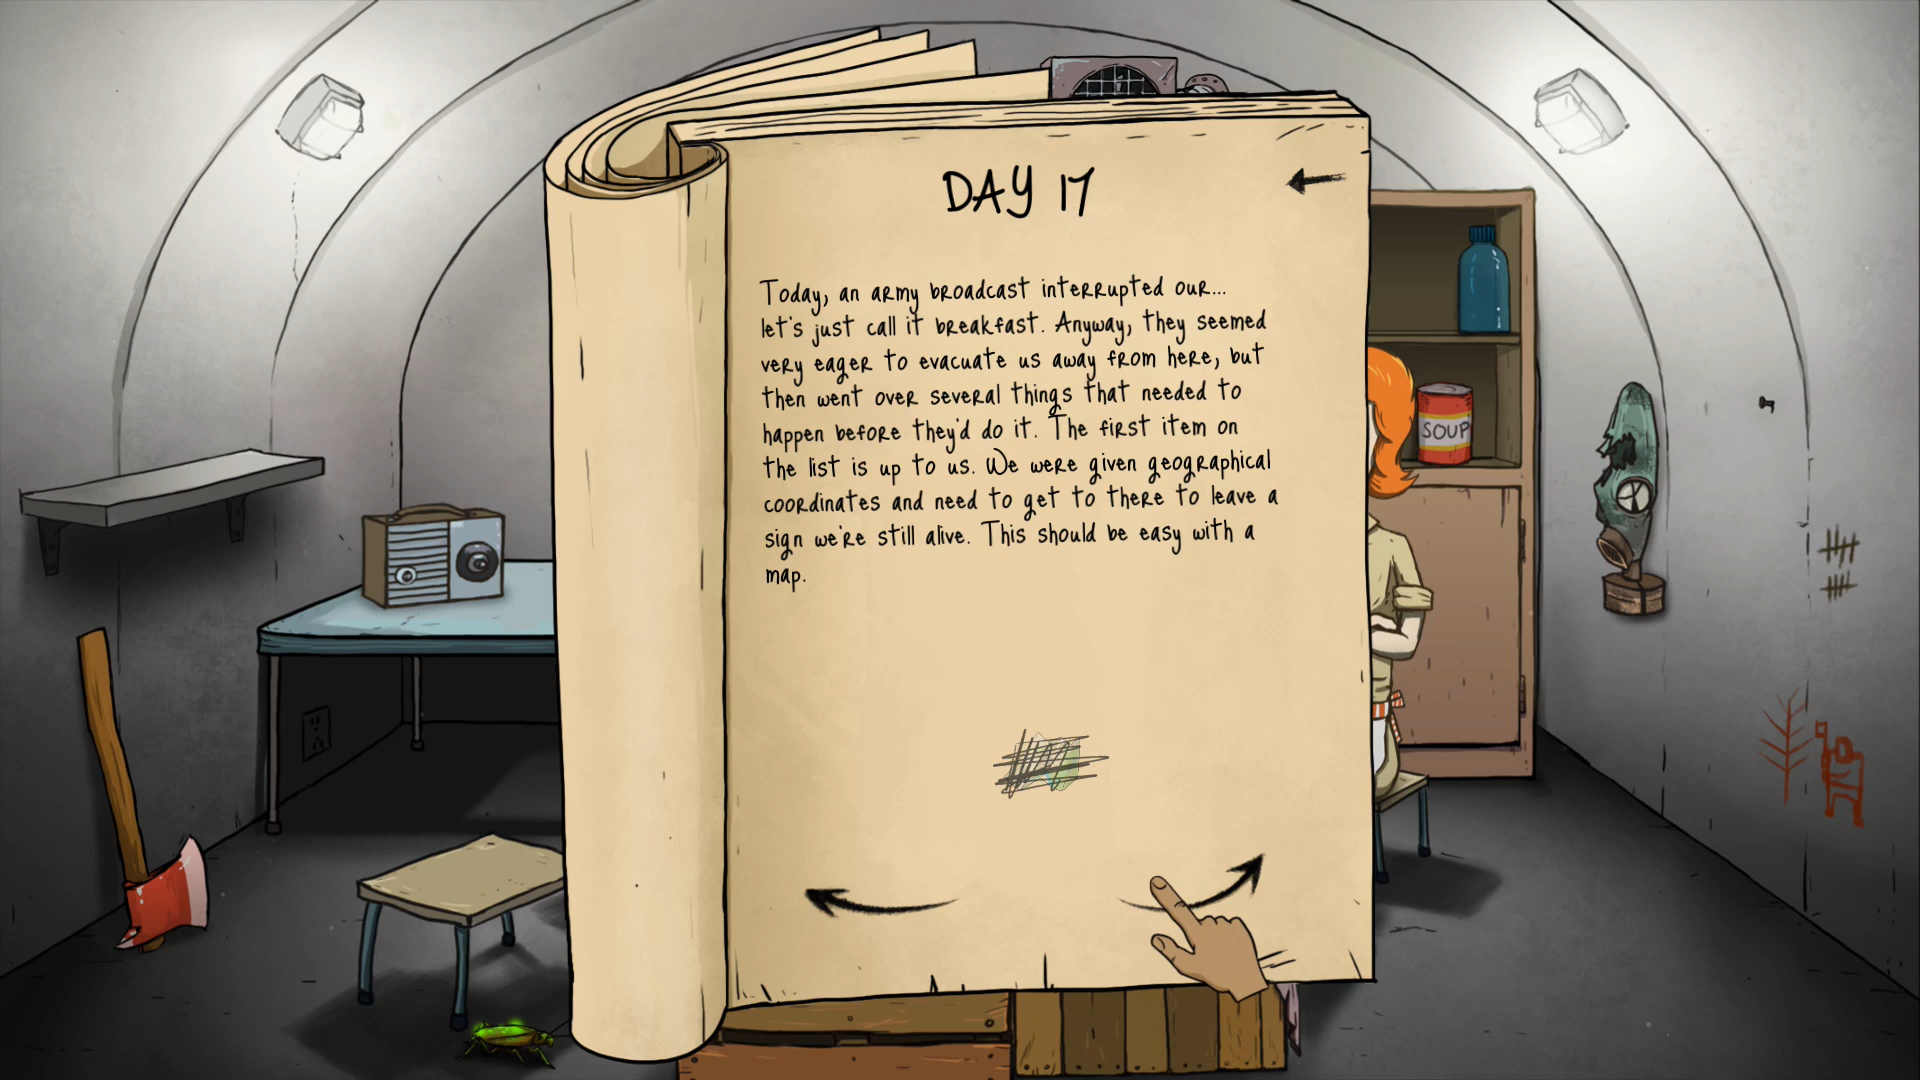 DAY 17
Today, an army broadcast interrupted our...
let's just call it breakfast. Anyway, they seemed
very eager to evacuate us away from here, but
then went over several things that needed to
happen before they'd do it. The first item on
the list is up to us. We were given geographical
coordinates and need to get to there to leave a
sign we're still alive. This should be easy with a
map.
SOUP